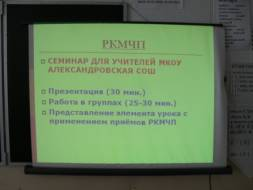 РКМЧП
СЕМИНАР ДЛЯ УЧИТЕЛЕЙ МКОУ
АЛЕКСАНДРОВСКАЯ СОШ
Презентация (30 мин.)
Работа в группах (25-30 мин.)
Представление элемента урока с
применением приёмов РКМЧП